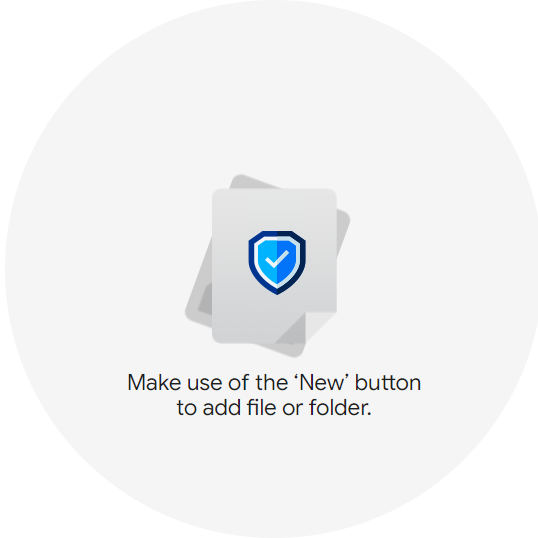 Make use of the ‘New’ button
to add file or folder.